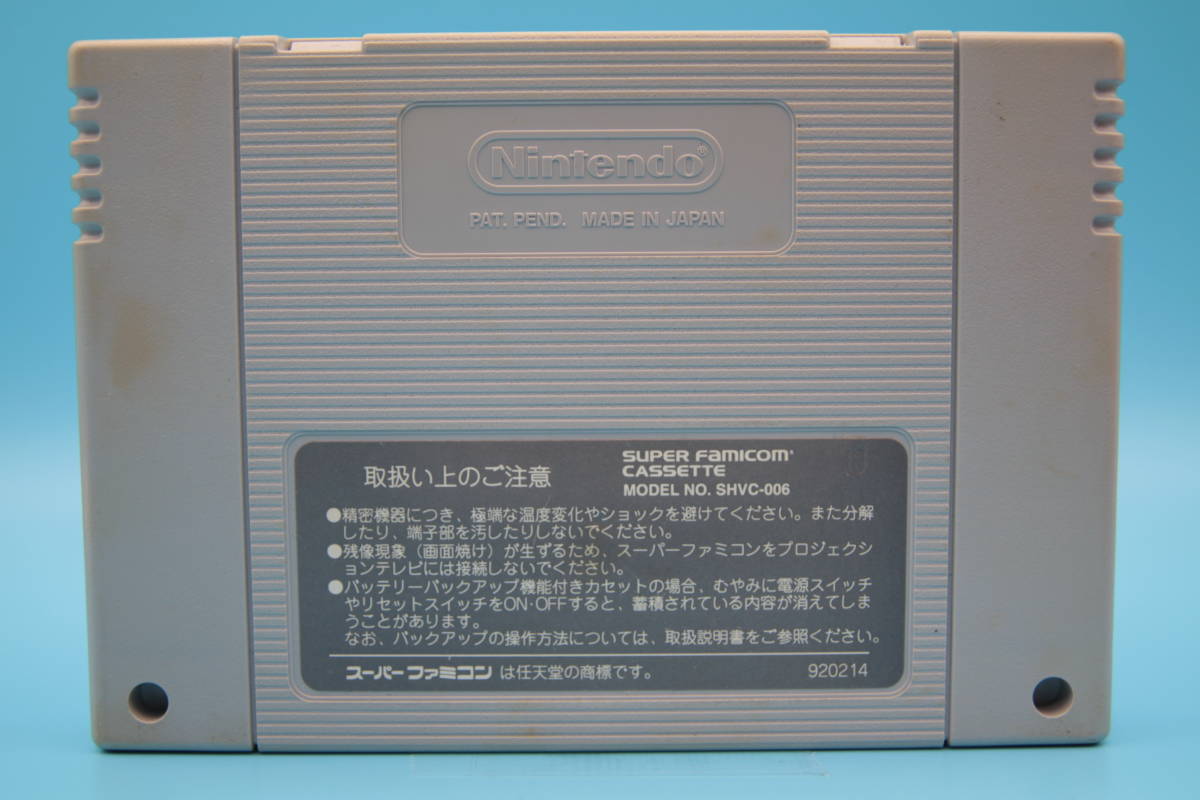 Nintendo®
PAT. PEND. MADE IN JAPAN
取扱い上のご注意
SUPER FAMICOM
CASSETTE
MODEL NO. SHVC-006
●精密機器につき、極端な温度変化やショックを避けてください。また分解
したり、端子部を汚したりしないでください。
●残像現象（画面焼け）が生ずるため、スーパーファミコンをプロジェクシ
ョンテレビには接続しないでください。
●バッテリーバックアップ機能付きカセットの場合、むやみに電源スイッチ
やリセットスイッチをON･OFFすると、蓄積されている内容が消えてしま
うことがあります。
なお、バックアップの操作方法については、取扱説明書をご参照ください。
スーパーファミコン は任天堂の商標です。
920214